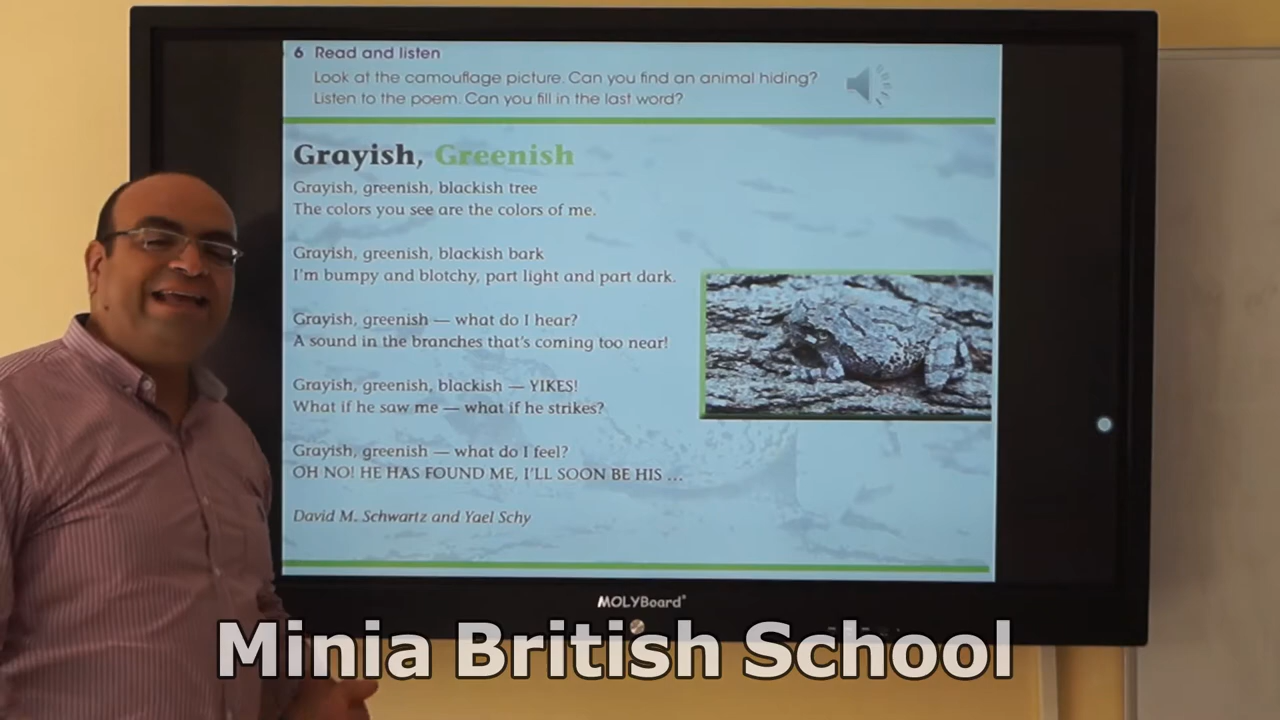 6 Read and listen
Look at the camouflage picture. Can you find an animal hiding?
Listen to the poem. Can you fill in the last word?
Grayish, Greenish
Grayish, greenish, blackish tree
The colors you see are the colors of me.
Grayish, greenish, blackish bark
I'm bumpy and blotchy, part light and part dark.
Grayish, greenish — what do I hear?
A sound in the branches that's coming too near!
Grayish, greenish, blackish — YIKES!
What if he saw me — what if he strikes?
Grayish, greenish — what do I feel?
OH NO! HE HAS FOUND ME, I'LL SOON BE HIS ...
David M. Schwartz and Yael Schy
MOLYBoard
Minia British School